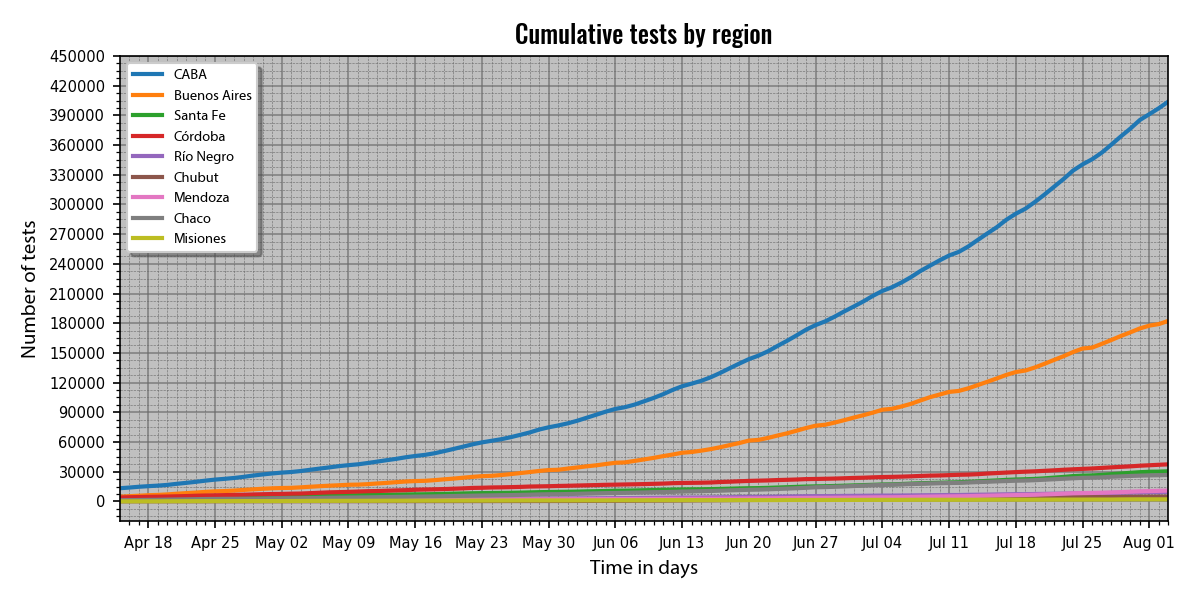 Cumulative tests by region
450000
420000
390000
360000
330000
300000
270000
240000
210000
180000
150000
120000
90000
60000
30000
0
Number of tests
CABA
Buenos Aires
Santa Fe
Córdoba
Río Negro
Chubut
Mendoza
Chaco
Misiones
Apr 18 Apr 25 May 02 May 09 May 16 May 23 May 30 Jun 06 Jun 13 Jun 20 Jun 27 Jul 04 Jul 11 Jul 18 Jul 25 Aug 01
Time in days